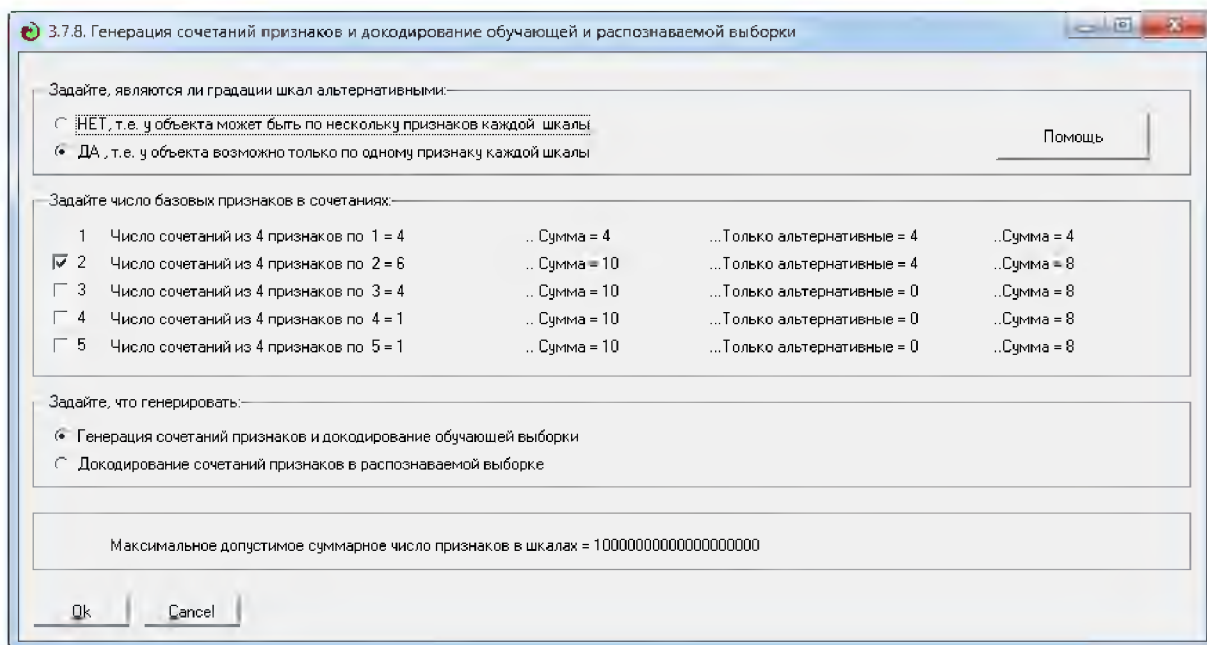 3.7.8. Генерация сочетаний признаков и докодирование обучающей и распознаваемой выборки
Задайте, являются ли градации шкал альтернативными:
НЕТ, т.е. у объекта может быть по нескольку признаков каждой шкалы
ДА , т.е. у объекта возможно только по одному признаку каждой шкалы
Помощь
Задайте число базовых признаков в сочетаниях:
1 Число сочетаний из 4 признаков по 1 = 4 .. Сумма = 4 ...Только альтернативные = 4 ..Сумма = 4
2 Число сочетаний из 4 признаков по 2 = 6 .. Сумма = 10 ...Только альтернативные = 4 ..Сумма = 8
3 Число сочетаний из 4 признаков по 3 = 4 .. Сумма = 10 ...Только альтернативные = 0 ..Сумма = 8
4 Число сочетаний из 4 признаков по 4 = 1 .. Сумма = 10 ...Только альтернативные = 0 ..Сумма = 8
5 Число сочетаний из 4 признаков по 5 = 1 .. Сумма = 10 ...Только альтернативные = 0 ..Сумма = 8
Задайте, что генерировать:
Генерация сочетаний признаков и докодирование обучающей выборки
Докодирование сочетаний признаков в распознаваемой выборке
Максимальное допустимое суммарное число признаков в шкалах = 10000000000000000000
Ok Cancel